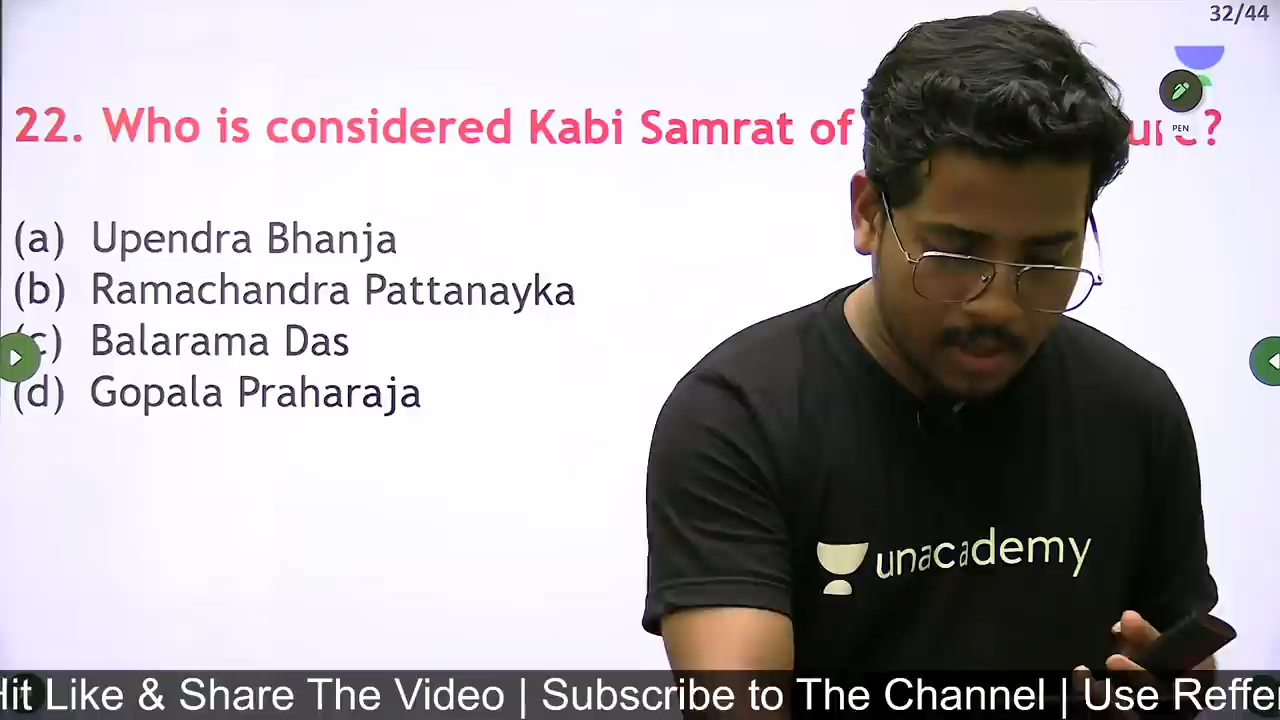 32/44
22. Who is considered Kabi Samrat of ?
PEN
(a) Upendra Bhanja
(b) Ramachandra Pattanayka
(c) Balarama Das
(d) Gopala Praharaja
unacademy
Hit Like & Share The Video | Subscribe to The Channel | Use